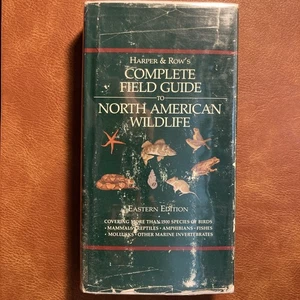 HARPER & ROW'S
COMPLETE
FIELD GUIDE
TO
NORTH AMERICAN
WILDLIFE
EASTERN EDITION
COVERING MORE THAN 1500 SPECIES OF BIRDS
· MAMMALS · REPTILES · AMPHIBIANS · FISHES
· MOLLUSKS · OTHER MARINE INVERTEBRATES